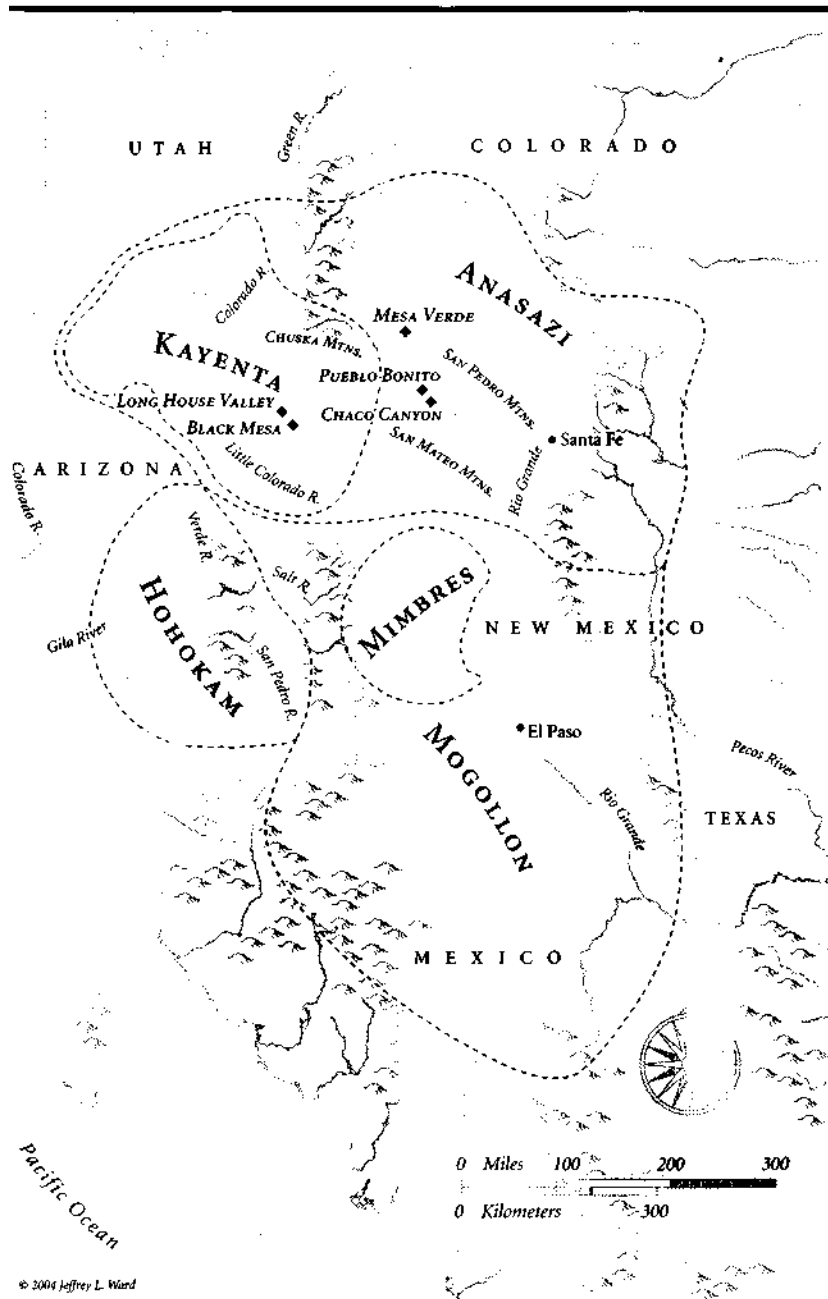 UTAH
COLORADO
Green R.
ANASAZI
Colorado R.
MESA VERDE
CHUSKA MTNS.
KAYENTA
SAN PEDRO MTNS.
PUEBLO BONITO
LONG HOUSE VALLEY
CHACO CANYON
BLACK MESA
Santa Fe
SAN MATEO MTNS.
Rio Grande
Little Colorado R.
ARIZONA
Colorado R.
Verde R.
Salt R.
HOHOKAM
MIMBRES
NEW MEXICO
Gila River
San Pedro R.
El Paso
MOGOLLON
Pecos River
Rio Grande
TEXAS
MEXICO
0 Miles 100 200 300
0 Kilometers 300
Pacific Ocean
© 2004 Jeffrey L. Ward